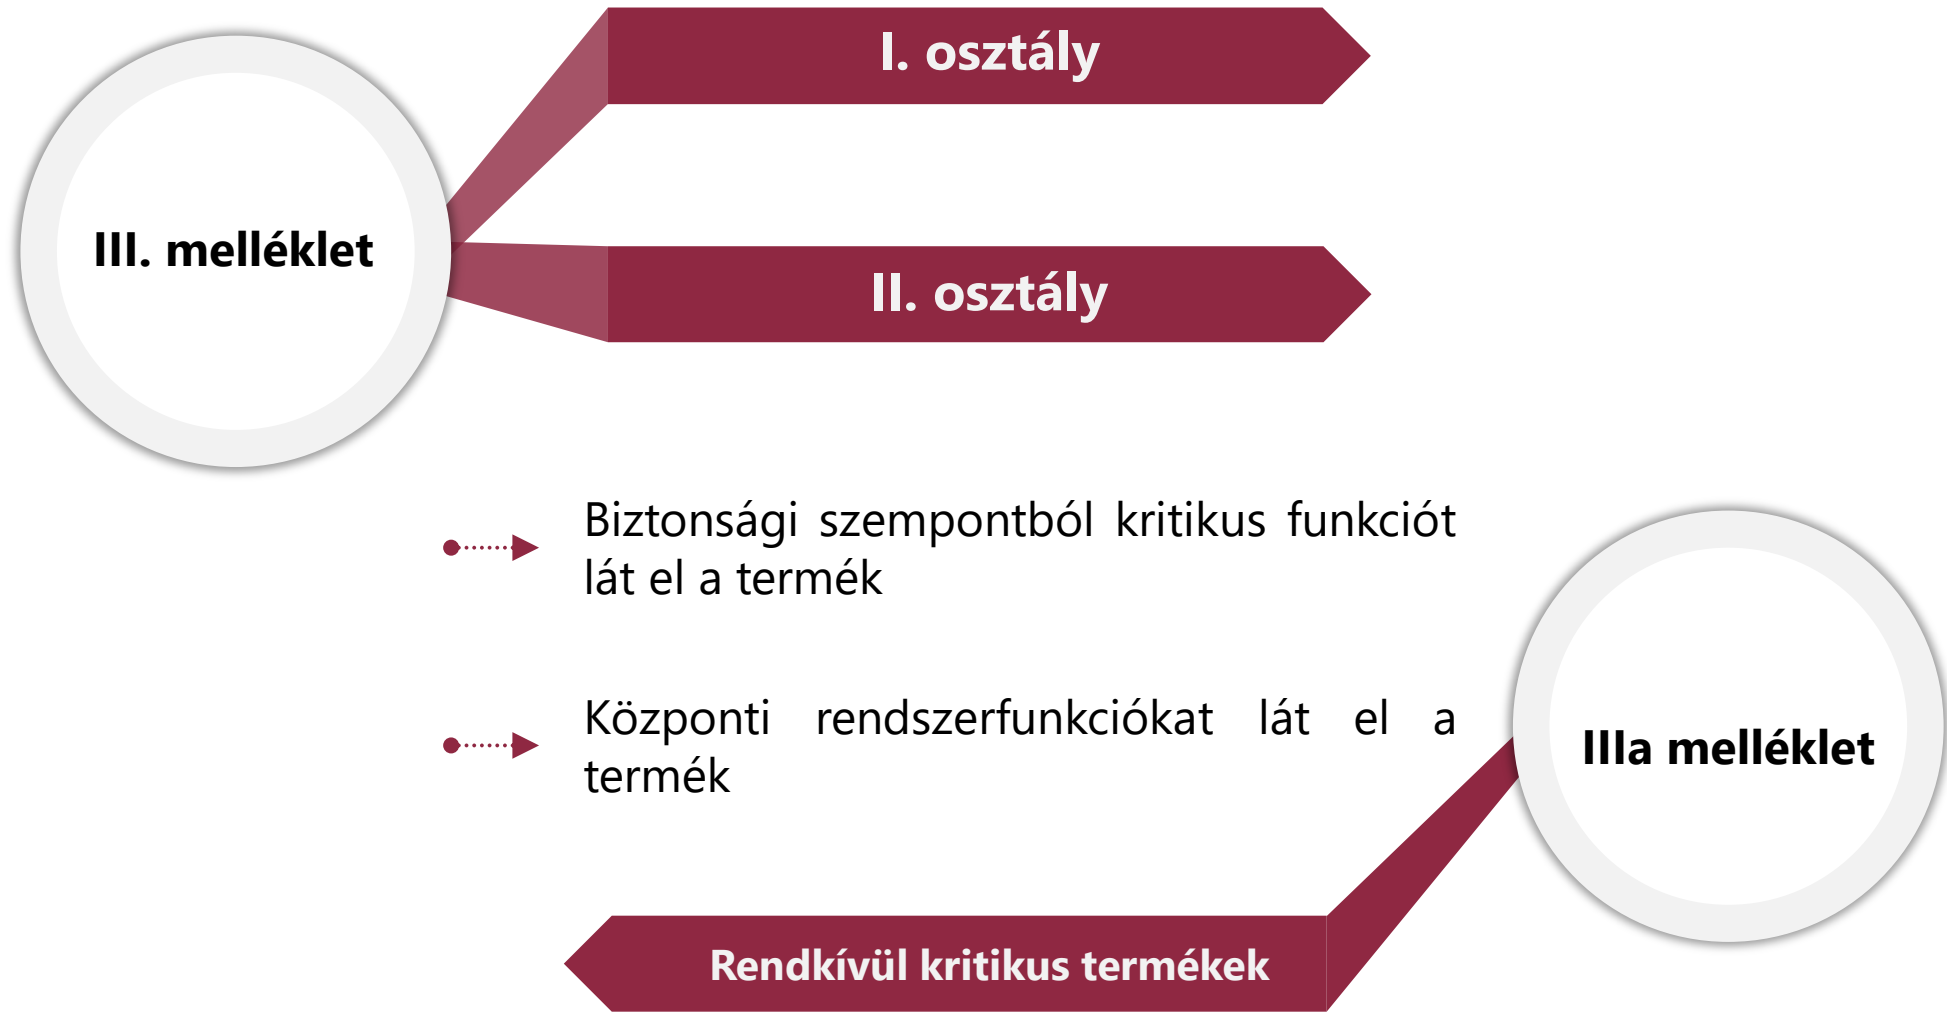 I. osztály
III. melléklet
II. osztály
Biztonsági szempontból kritikus funkciót
lát el a termék
Központi rendszerfunkciókat lát el a
termék
IIIa melléklet
Rendkívül kritikus termékek